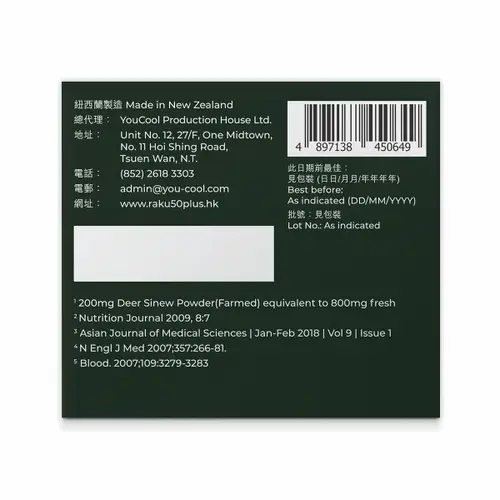 紐西蘭製造 Made in New Zealand
總代理： YouCool Production House Ltd.
地址： Unit No. 12, 27/F, One Midtown,
No. 11 Hoi Shing Road,
Tsuen Wan, N.T.
電話： (852) 2618 3303
電郵： admin@you-cool.com
網址： www.raku50plus.hk
4 897138 450649
此日期前最佳：
見包裝 (日日/月月/年年年年)
Best before:
As indicated (DD/MM/YYYY)
批號：見包裝
Lot No.: As indicated
¹ 200mg Deer Sinew Powder(Farmed) equivalent to 800mg fresh
² Nutrition Journal 2009, 8:7
³ Asian Journal of Medical Sciences | Jan-Feb 2018 | Vol 9 | Issue 1
⁴ N Engl J Med 2007;357:266-81.
⁵ Blood. 2007;109:3279-3283